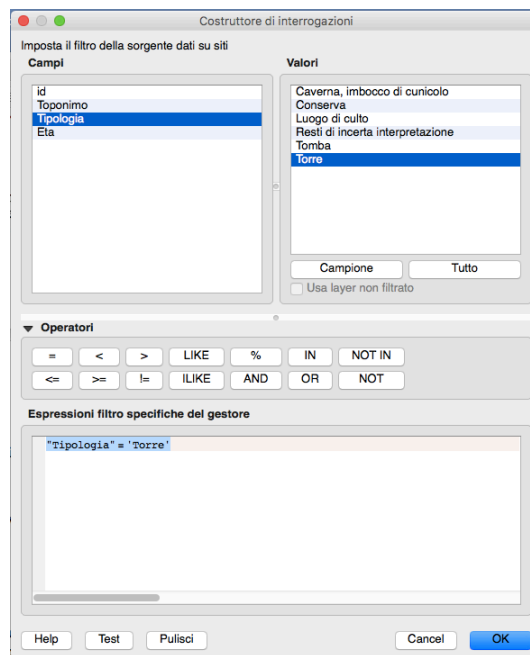 Costruttore di interrogazioni
Imposta il filtro della sorgente dati su siti
Campi
id
Toponimo
Tipologia
Eta
Valori
Caverna, imbocco di cunicolo
Conserva
Luogo di culto
Resti di incerta interpretazione
Tomba
Torre
Campione Tutto
Usa layer non filtrato
Operatori
= < > LIKE % IN NOT IN
<= >= != ILIKE AND OR NOT
Espressioni filtro specifiche del gestore
"Tipologia" = 'Torre'
Help Test Pulisci Cancel OK